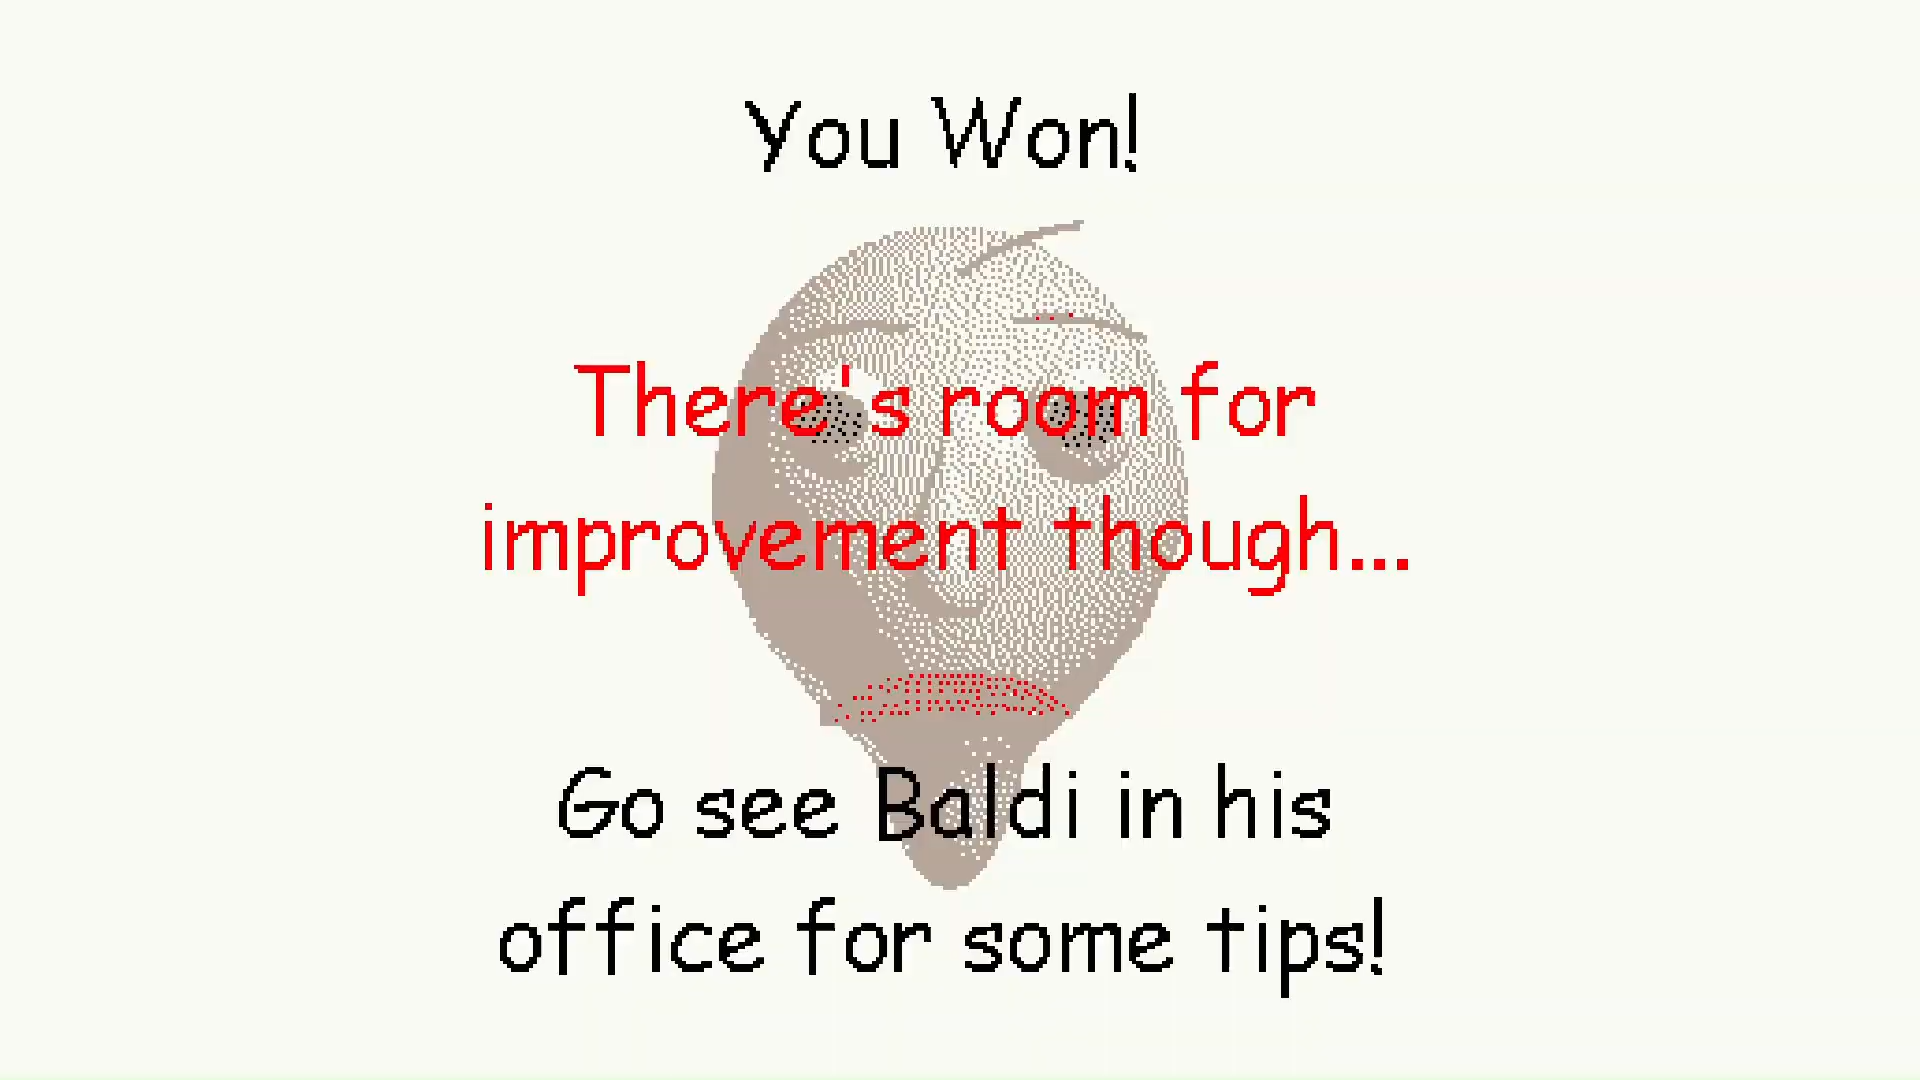 You Won!
There's room for
improvement though...
Go see Baldi in his
office for some tips!